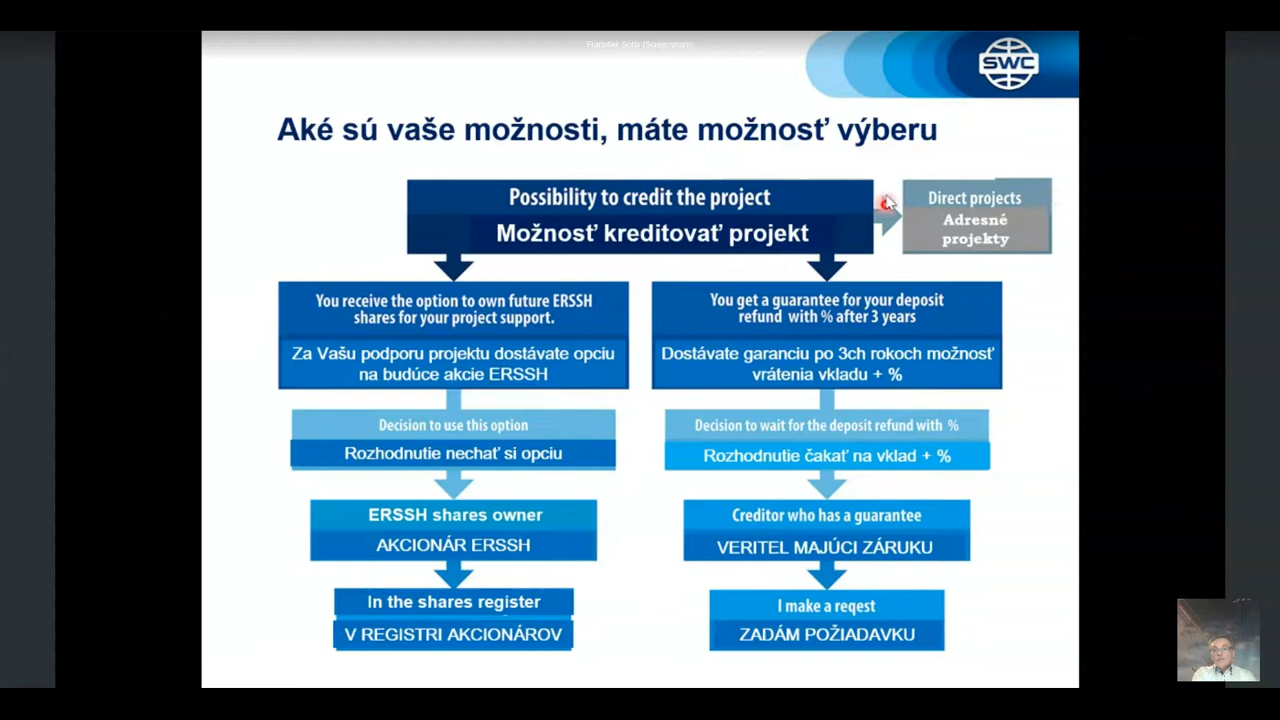 SWC
Aké sú vaše možnosti, máte možnosť výberu
Possibility to credit the project
Možnosť kreditovať projekt
Direct projects
Adresné
projekty
You receive the option to own future ERSSH
shares for your project support.
Za Vašu podporu projektu dostávate opciu
na budúce akcie ERSSH
You get a guarantee for your deposit
refund with % after 3 years
Dostávate garanciu po 3ch rokoch možnosť
vrátenia vkladu + %
Decision to use this option
Rozhodnutie nechať si opciu
Decision to wait for the deposit refund with %
Rozhodnutie čakať na vklad + %
ERSSH shares owner
AKCIONÁR ERSSH
Creditor who has a guarantee
VERITEL MAJÚCI ZÁRUKU
In the shares register
V REGISTRI AKCIONÁROV
I make a reqest
ZADÁM POŽIADAVKU